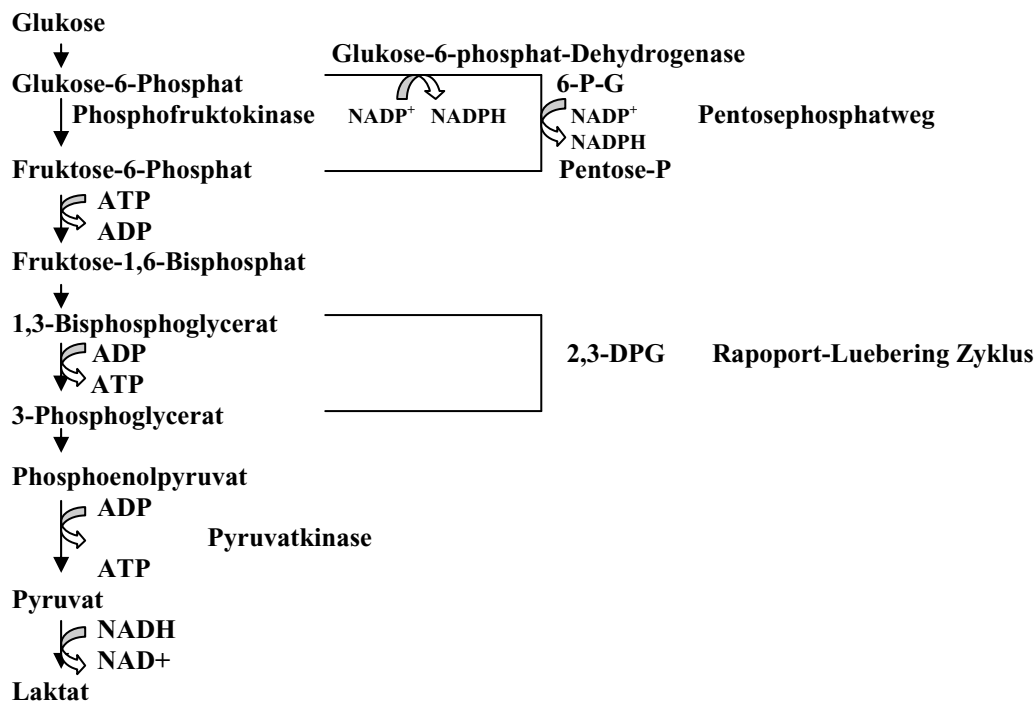 Glukose
Glukose-6-phosphat-Dehydrogenase
Glukose-6-Phosphat 6-P-G
Phosphofruktokinase NADP⁺ NADPH NADP⁺ Pentosephosphatweg
NADPH
Fruktose-6-Phosphat Pentose-P
ATP
ADP
Fruktose-1,6-Bisphosphat
1,3-Bisphosphoglycerat
ADP 2,3-DPG Rapoport-Luebering Zyklus
ATP
3-Phosphoglycerat
Phosphoenolpyruvat
ADP
Pyruvatkinase
ATP
Pyruvat
NADH
NAD+
Laktat